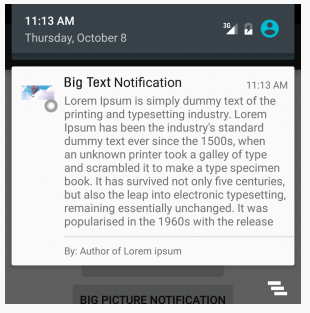 11:13 AM
3G
Thursday, October 8
Big Text Notification
11:13 AM
Lorem Ipsum is simply dummy text of the
printing and typesetting industry. Lorem
Ipsum has been the industry's standard
dummy text ever since the 1500s, when
an unknown printer took a galley of type
and scrambled it to make a type specimen
book. It has survived not only five centuries,
but also the leap into electronic typesetting,
remaining essentially unchanged. It was
popularised in the 1960s with the release
By: Author of Lorem ipsum
BIG PICTURE NOTIFICATION